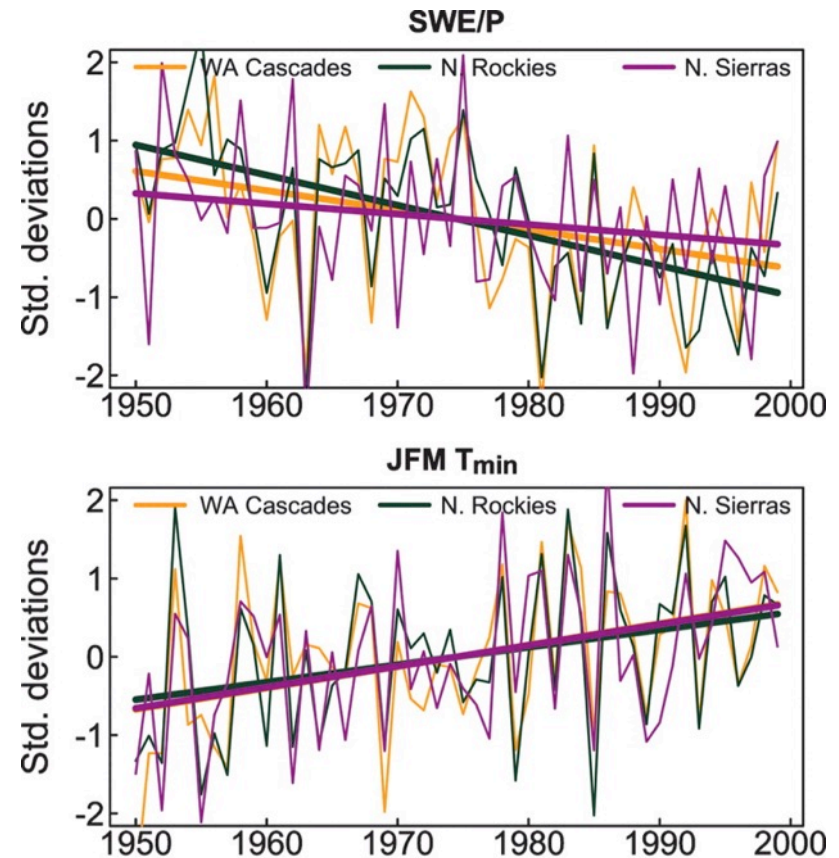 SWE/P
2
WA Cascades
N. Rockies
N. Sierras
1
0
-1
-2
Std. deviations
1950 1960 1970 1980 1990 2000
JFM Tmin
2
WA Cascades
N. Rockies
N. Sierras
1
0
-1
-2
Std. deviations
1950 1960 1970 1980 1990 2000